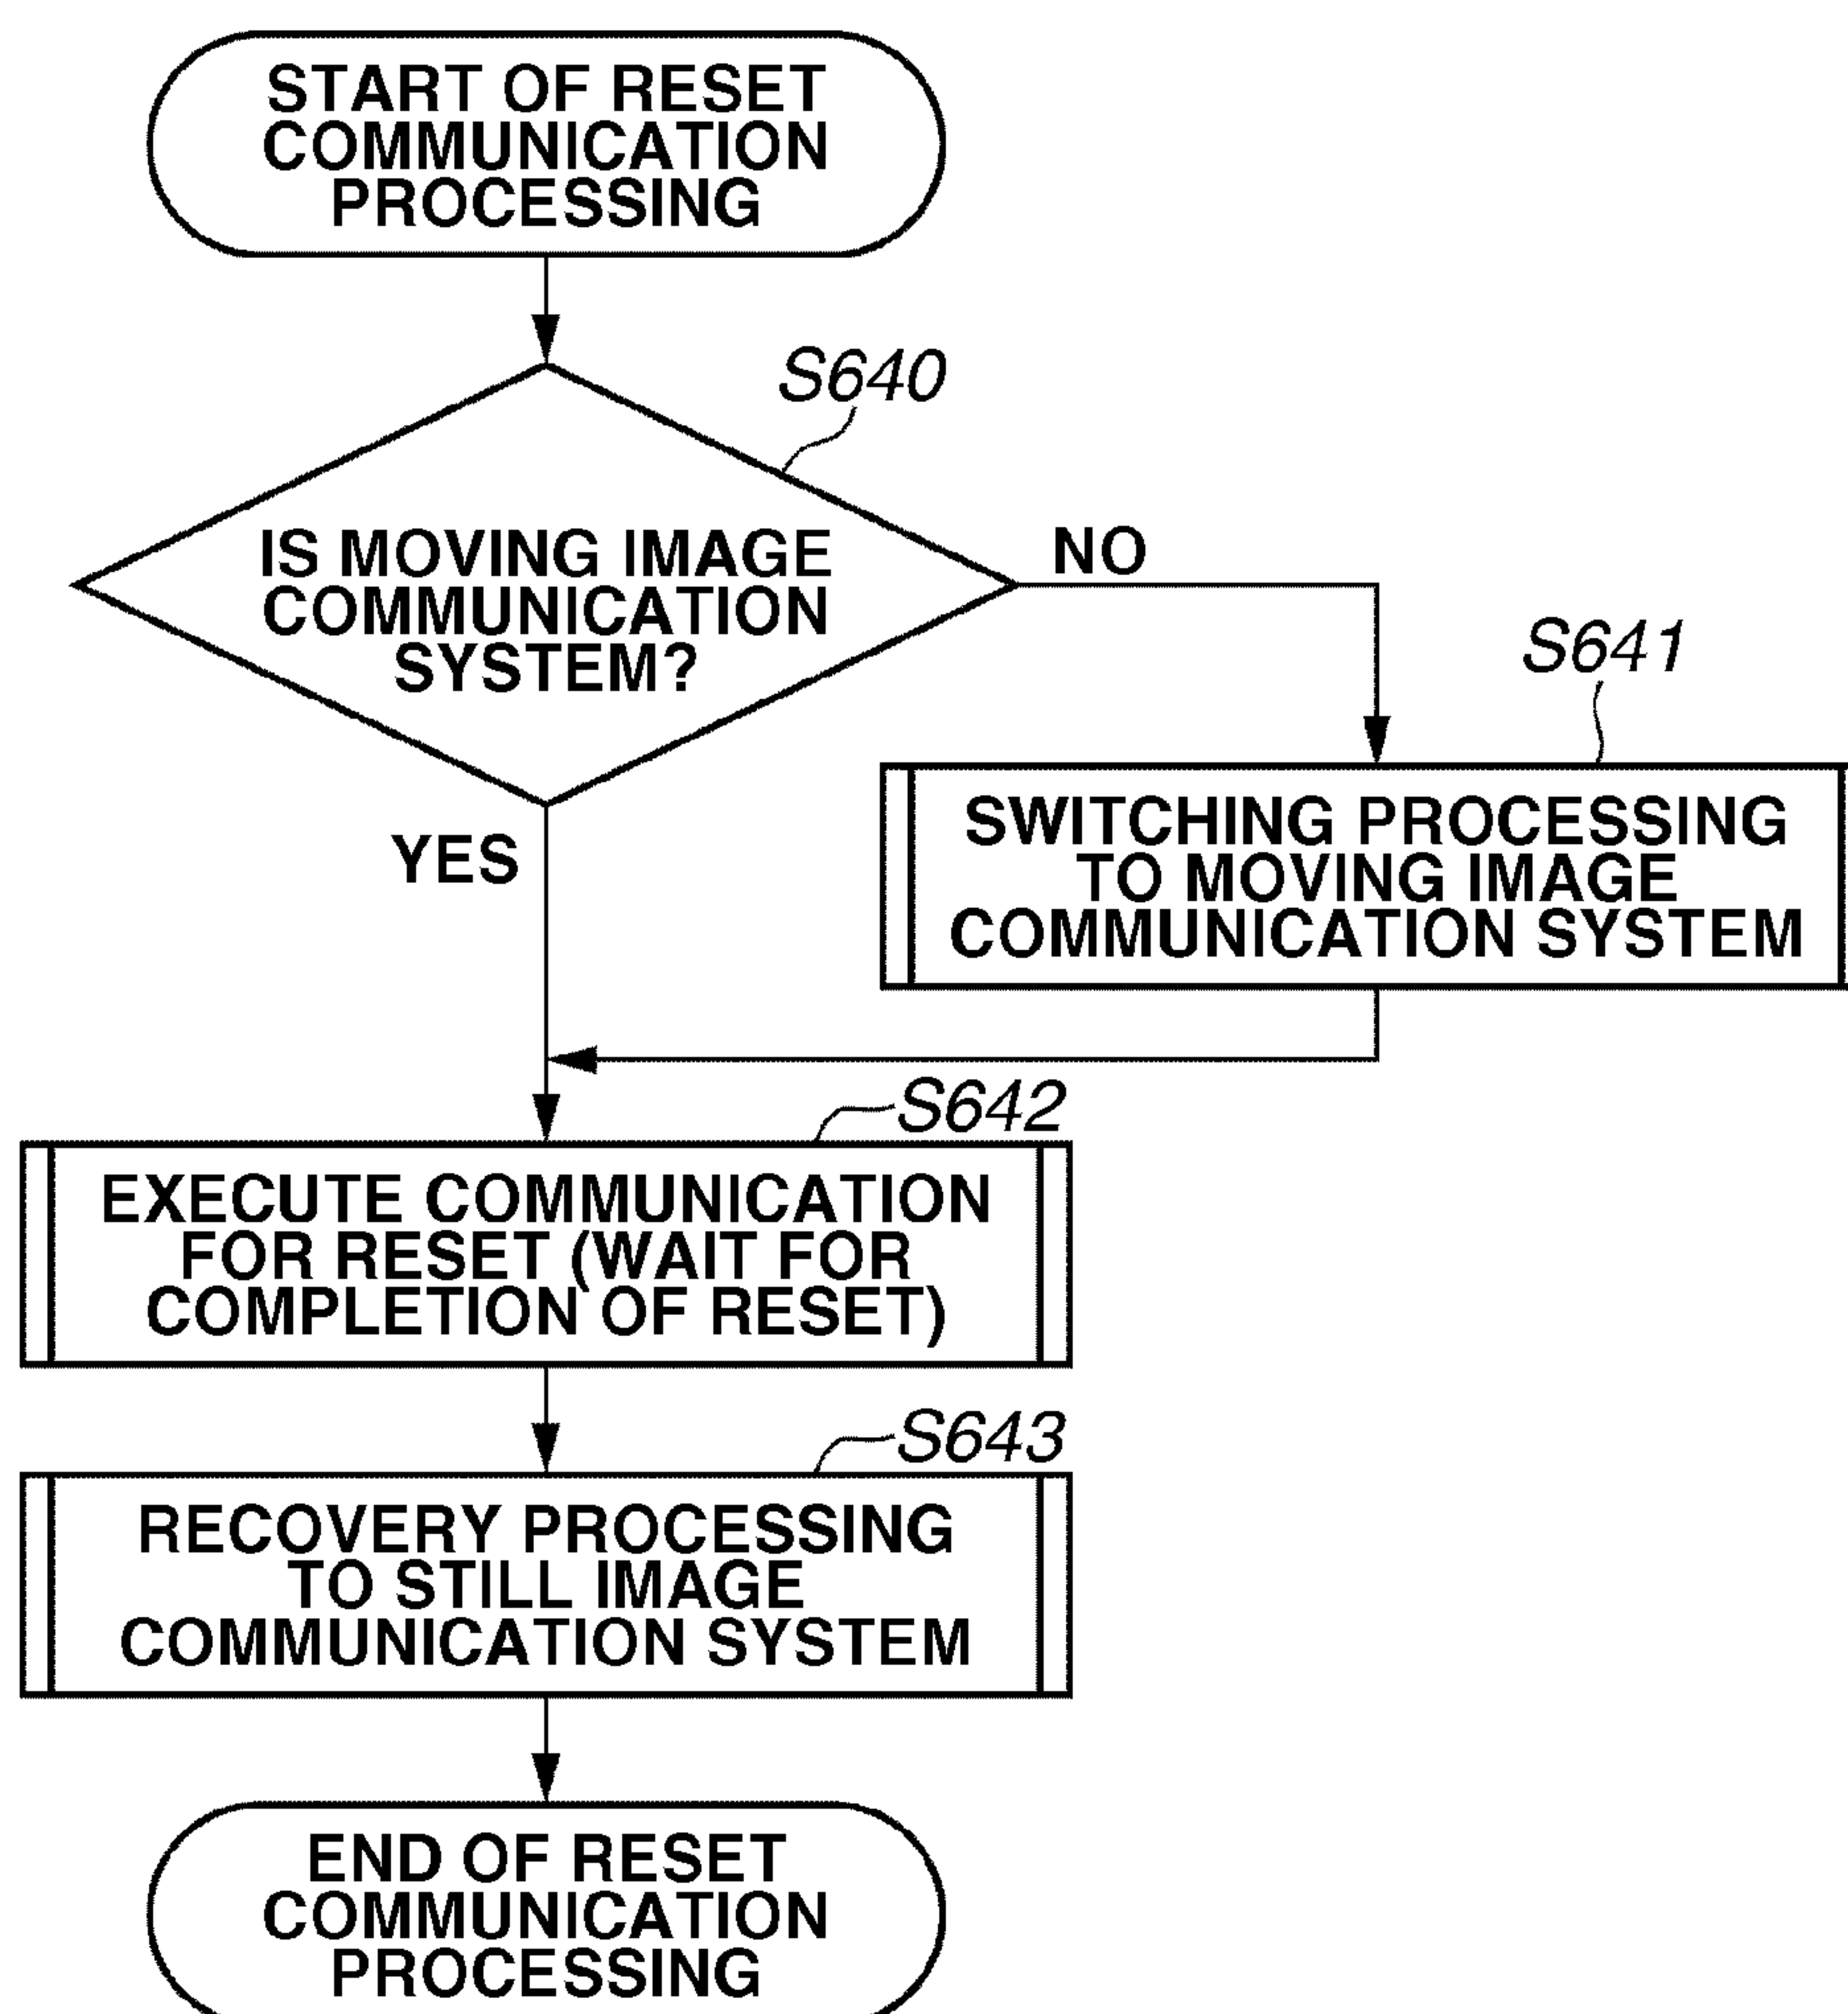 START OF RESET
COMMUNICATION
PROCESSING
S640
IS MOVING IMAGE
COMMUNICATION
SYSTEM?
NO
S641
SWITCHING PROCESSING
TO MOVING IMAGE
COMMUNICATION SYSTEM
YES
S642
EXECUTE COMMUNICATION
FOR RESET (WAIT FOR
COMPLETION OF RESET)
S643
RECOVERY PROCESSING
TO STILL IMAGE
COMMUNICATION SYSTEM
END OF RESET
COMMUNICATION
PROCESSING